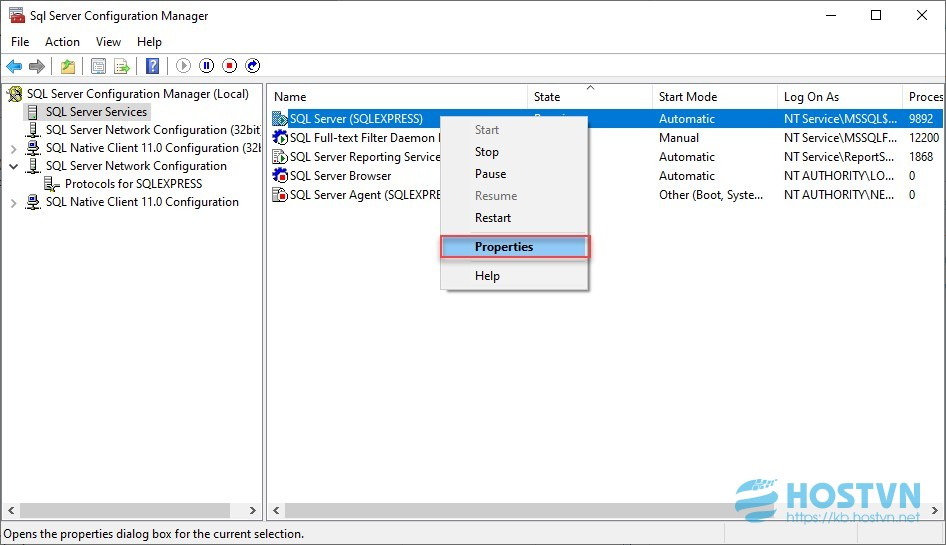 Sql Server Configuration Manager
File Action View Help
SQL Server Configuration Manager (Local)
SQL Server Services
SQL Server Network Configuration (32bit
SQL Native Client 11.0 Configuration (32b
SQL Server Network Configuration
Protocols for SQLEXPRESS
SQL Native Client 11.0 Configuration
Name State Start Mode Log On As Proces
SQL Server (SQLEXPRESS) Automatic NT Service\MSSQL$... 9892
SQL Full-text Filter Daemon Manual NT Service\MSSQLF... 12200
SQL Server Reporting Service Automatic NT Service\ReportS... 1868
SQL Server Browser Automatic NT AUTHORITY\LO... 0
SQL Server Agent (SQLEXPRE Other (Boot, Syste... NT AUTHORITY\NE... 0
Start
Stop
Pause
Resume
Restart
Properties
Help
HOSTVN
https://kb.hostvn.net
Opens the properties dialog box for the current selection.